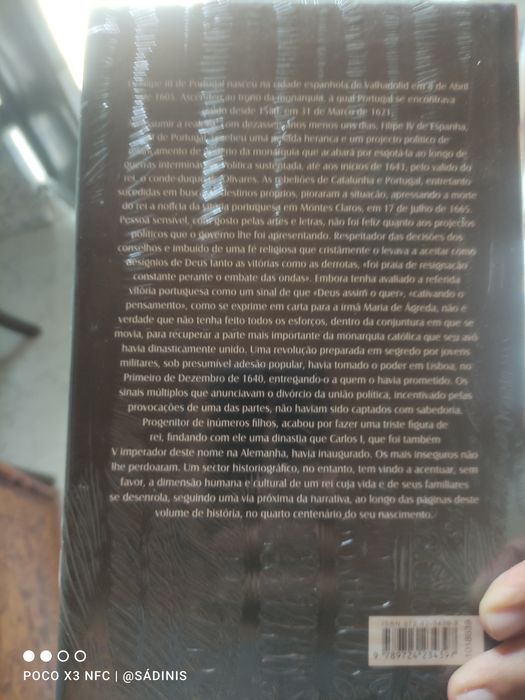 Filipe III de Portugal nasceu na cidade espanhola de Valhadolid em 8 de Abril
de 1605. Ascendeu ao trono da monarquia, a qual Portugal se encontrava
desde 1580, em 31 de Março de 1621.
assumir a realeza com dezasseis anos menos uns dias, Filipe IV de Espanha,
de Portugal, recebeu uma pesada herança e um projecto político de
da monarquia que acabará por esgotá-la ao longo de
guerras intermináveis. Política sustentada, até aos inícios de 1643, pelo valido do
rei, o conde-duque de Olivares. As rebeliões de Catalunha e Portugal, entretanto
sucedidas em busca de destinos próprios, pioraram a situação, apressando a morte
do rei a notícia da vitória portuguesa em Montes Claros, em 17 de julho de 1665.
Pessoa sensível, com gosto pelas artes e letras, não foi feliz quanto aos projectos
políticos que o governo lhe foi apresentando. Respeitador das decisões dos
conselhos e imbuído de uma fé religiosa que cristãmente o levava a aceitar como
desígnios de Deus tanto as vitórias como as derrotas, «foi praia de resignação
constante perante o embate das ondas». Embora tenha avaliado a referida
vitória portuguesa como um sinal de que «Deus assim o quer», «cativando o
pensamento», como se exprime em carta para a irmã Maria de Ágreda, não é
verdade que não tenha feito todos os esforços, dentro da conjuntura em que se
movia, para recuperar a parte mais importante da monarquia católica que seu avô
havia dinasticamente unido. Uma revolução preparada em segredo por jovens
militares, sob presumível adesão popular, havia tomado o poder em Lisboa, no
Primeiro de Dezembro de 1640, entregando-o a quem o havia prometido. Os
sinais múltiplos que anunciavam o divórcio da união política, incentivado pelas
provocações de uma das partes, não haviam sido captados com sabedoria.
Progenitor de inúmeros filhos, acabou por fazer uma triste figura de
rei, findando com ele uma dinastia que Carlos I, que foi também
V imperador deste nome na Alemanha, havia inaugurado. Os mais inseguros não
lhe perdoaram. Um sector historiográfico, no entanto, tem vindo a acentuar, sem
favor, a dimensão humana e cultural de um rei cuja vida e de seus familiares
se desenrola, seguindo uma via próxima da narrativa, ao longo das páginas deste
volume de história, no quarto centenário do seu nascimento.
ISBN 972-42-3439-
9 789724 23439
1018039
POCO X3 NFC | @SÁDINIS